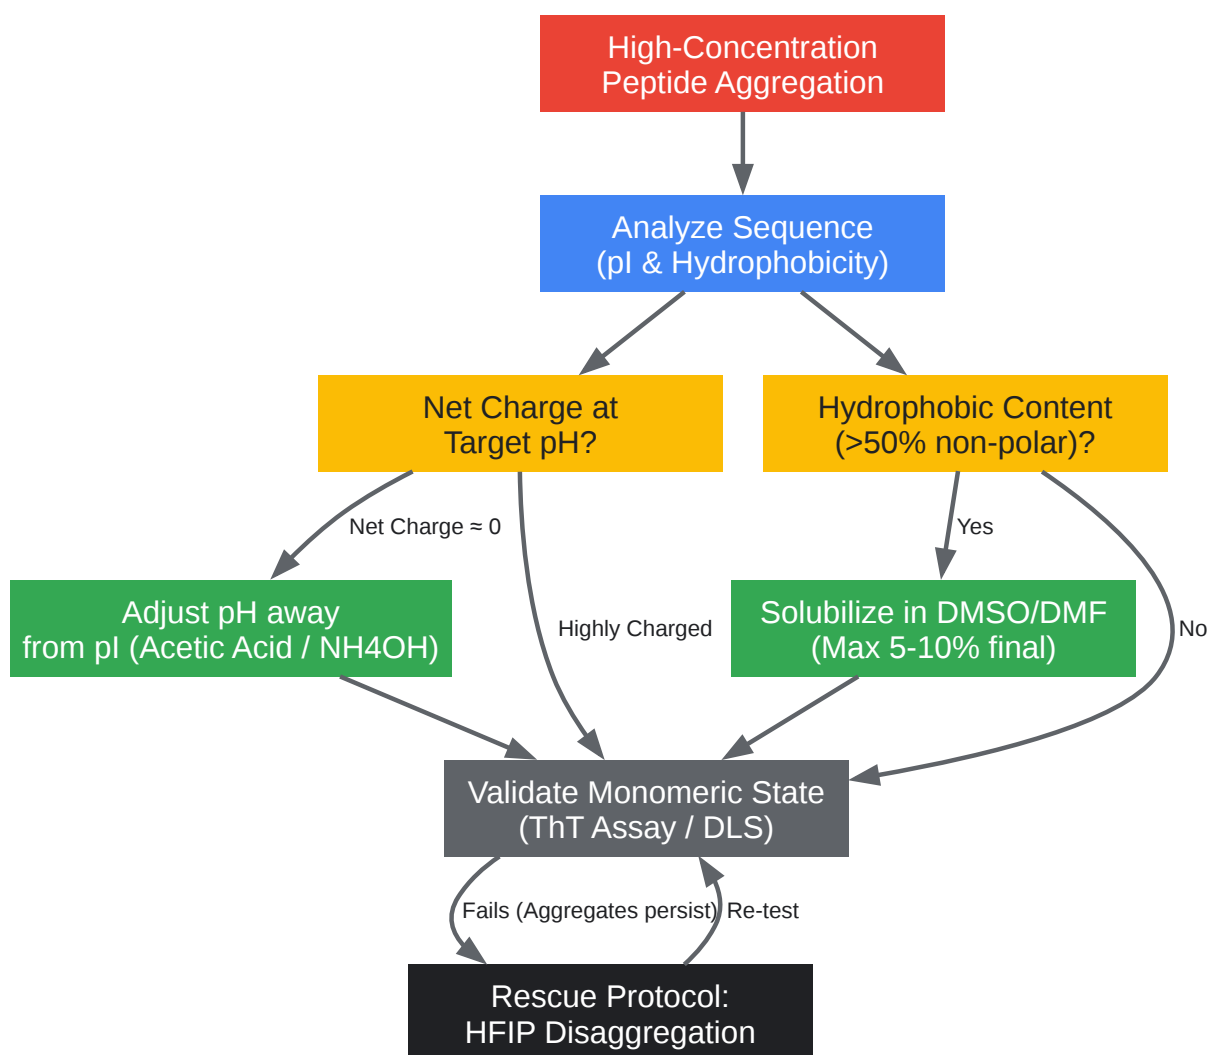 High-Concentration
Peptide Aggregation
Analyze Sequence
(pI & Hydrophobicity)
Net Charge at
Target pH?
Hydrophobic Content
(>50% non-polar)?
Net Charge ≈ 0
Yes
Adjust pH away
from pI (Acetic Acid / NH4OH)
Highly Charged
Solubilize in DMSO/DMF
(Max 5-10% final)
No
Validate Monomeric State
(ThT Assay / DLS)
Fails (Aggregates persist)
Re-test
Rescue Protocol:
HFIP Disaggregation